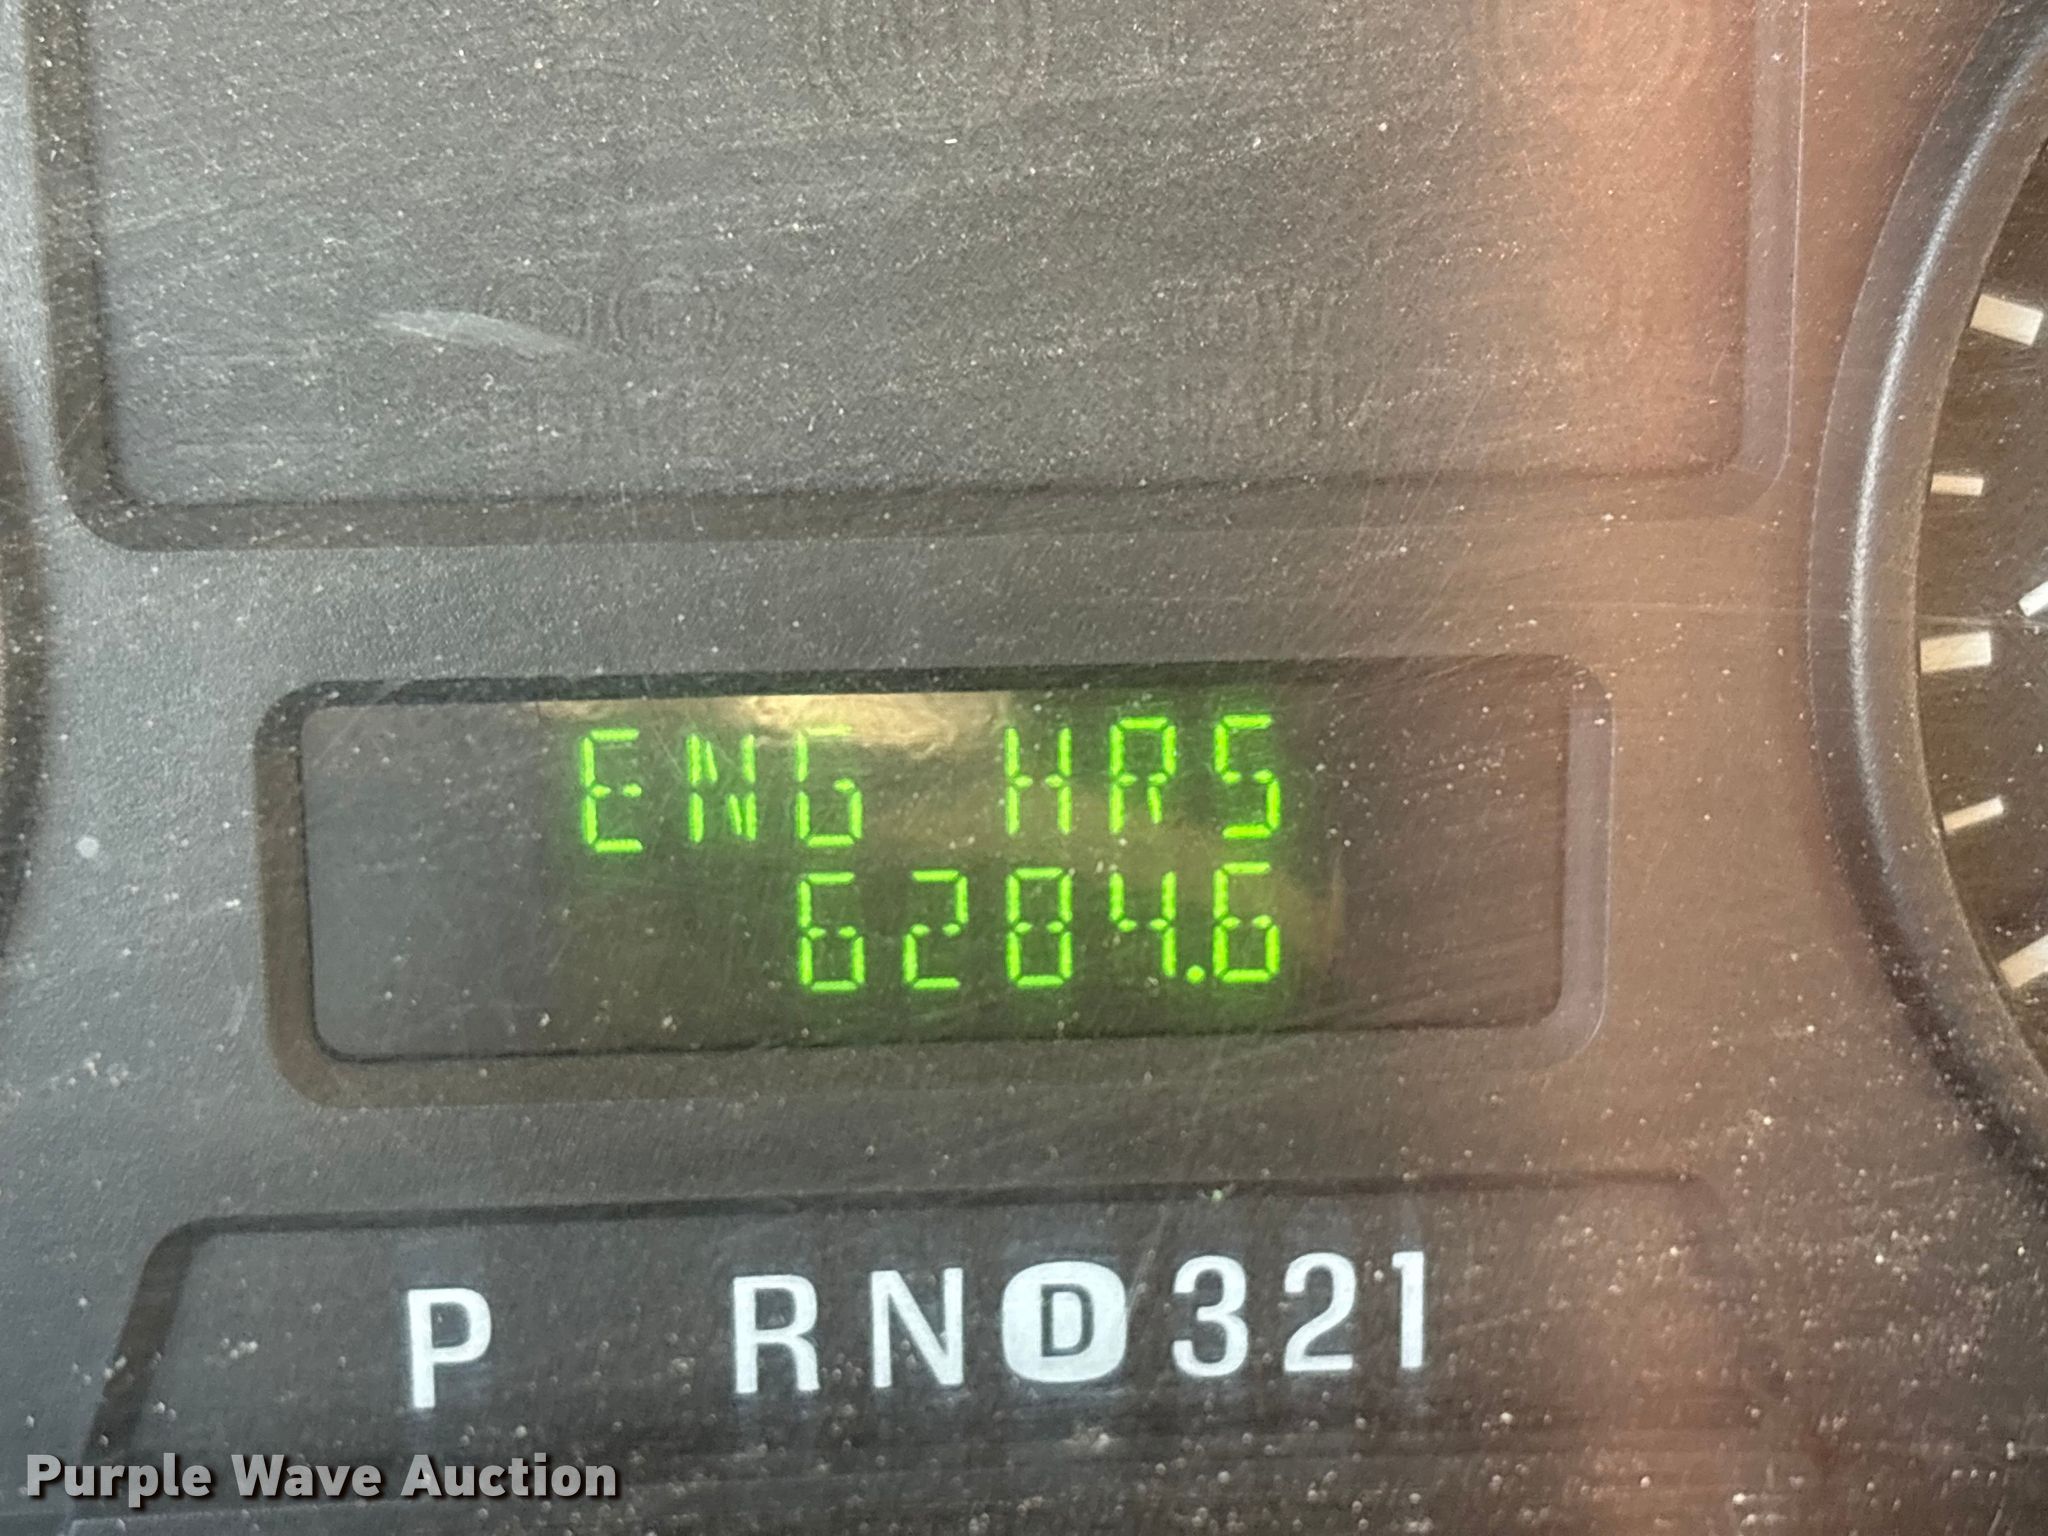 ENG HRS
6284.6
P RND321
Purple Wave Auction